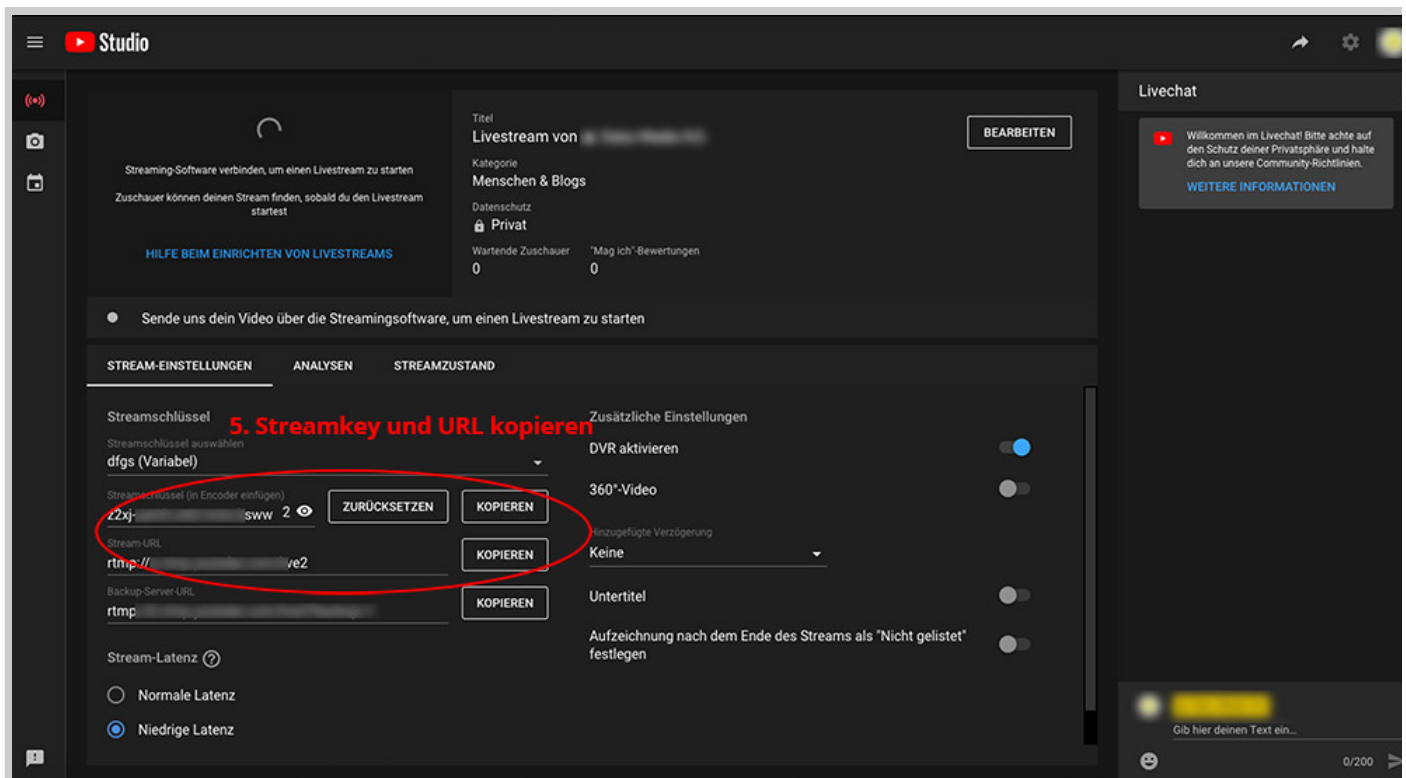 Studio
Streaming-Software verbinden, um einen Livestream zu starten
Zuschauer können deinen Stream finden, sobald du den Livestream
startest
HILFE BEIM EINRICHTEN VON LIVESTREAMS
Titel
Livestream von
Kategorie
Menschen & Blogs
Datenschutz
Privat
Wartende Zuschauer "Mag ich"-Bewertungen
0 0
BEARBEITEN
Sende uns dein Video über die Streamingsoftware, um einen Livestream zu starten
STREAM-EINSTELLUNGEN ANALYSEN STREAMZUSTAND
Streamschlüssel
5. Streamkey und URL kopieren
Streamschlüssel auswählen
dfgs (Variabel)
Streamschlüssel (in Encoder einfügen)
z2xj- sww 2 ZURÜCKSETZEN KOPIEREN
Stream-URL
rtmp:// ve2 KOPIEREN
Backup-Server-URL
rtmp KOPIEREN
Stream-Latenz
Normale Latenz
Niedrige Latenz
Zusätzliche Einstellungen
DVR aktivieren
360°-Video
Hinzugefügte Verzögerung
Keine
Untertitel
Aufzeichnung nach dem Ende des Streams als "Nicht gelistet"
festlegen
Livechat
Willkommen im Livechat! Bitte achte auf
den Schutz deiner Privatsphäre und halte
dich an unsere Community-Richtlinien.
WEITERE INFORMATIONEN
Gib hier deinen Text ein...
0/200